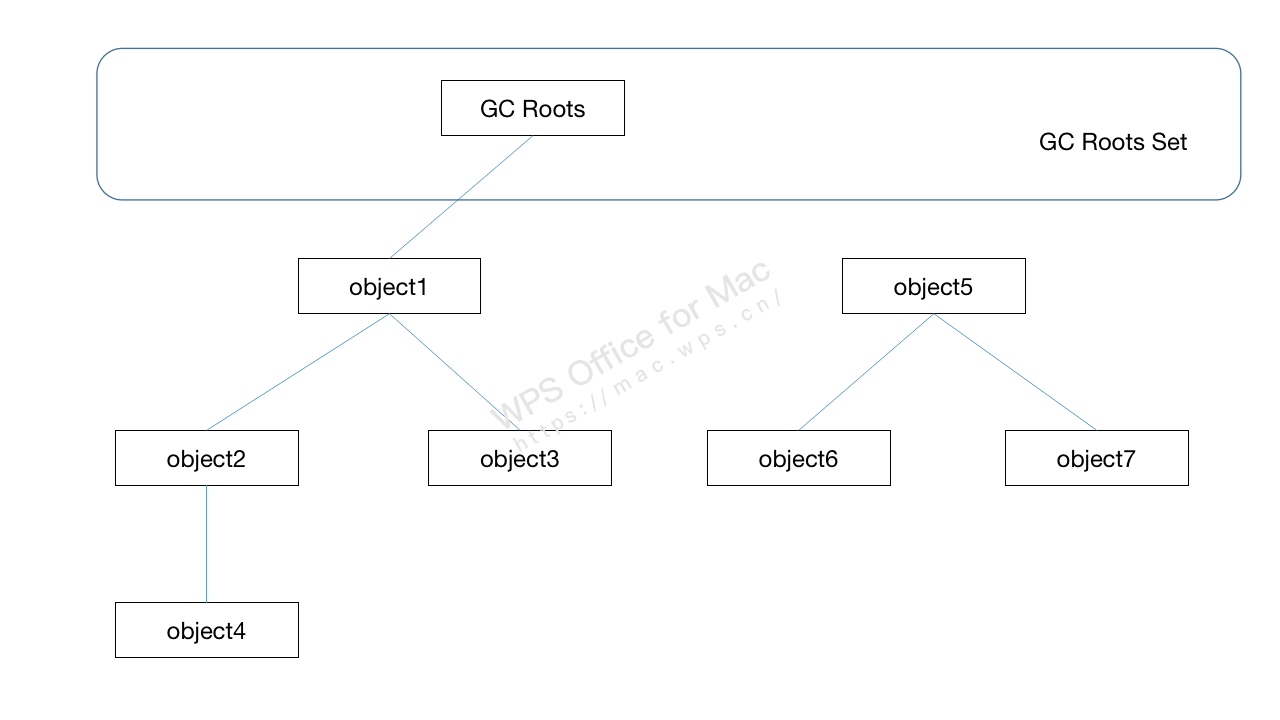 GC Roots
GC Roots Set
object1
object5
WPS Office for Mac
https://mac.wps.cn/
object2
object3
object6
object7
object4